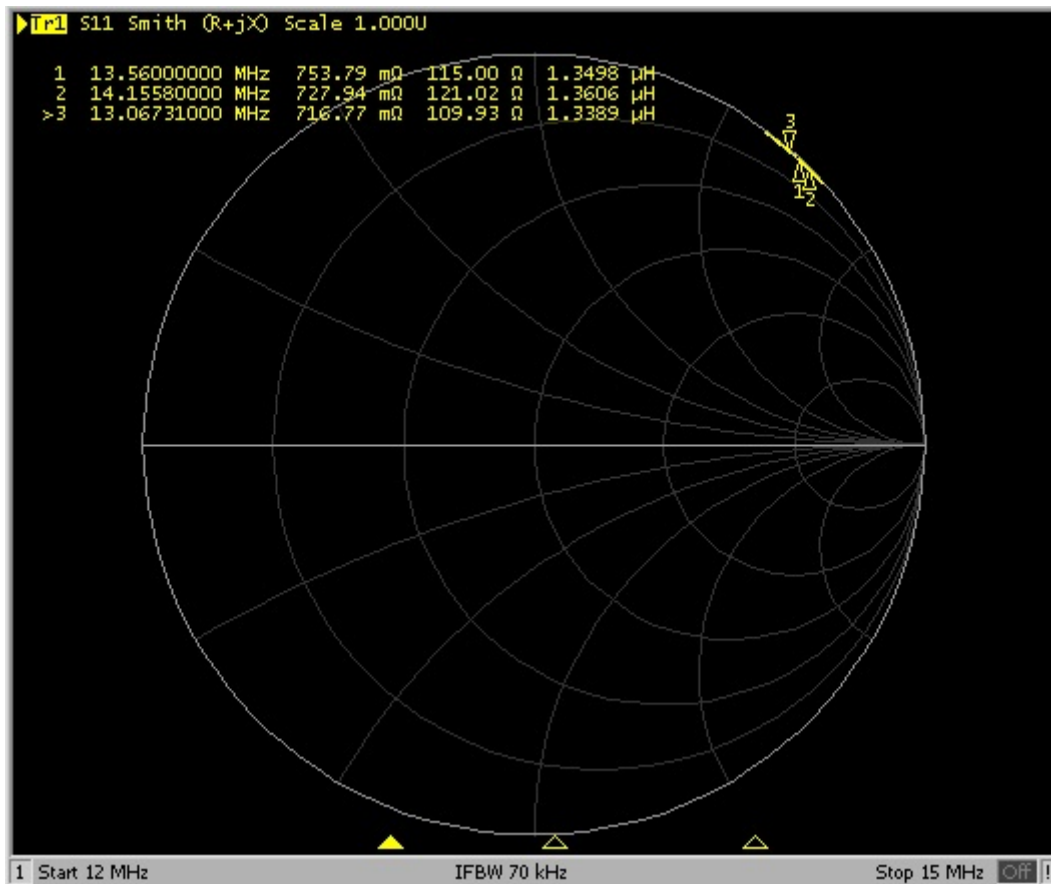 Tr1 S11 Smith (R+jX) Scale 1.000U
1 13.56000000 MHz 753.79 mΩ 115.00 Ω 1.3498 µH
2 14.15580000 MHz 727.94 mΩ 121.02 Ω 1.3606 µH
>3 13.06731000 MHz 716.77 mΩ 109.93 Ω 1.3389 µH
3
1
2
1 Start 12 MHz IFBW 70 kHz Stop 15 MHz Off !